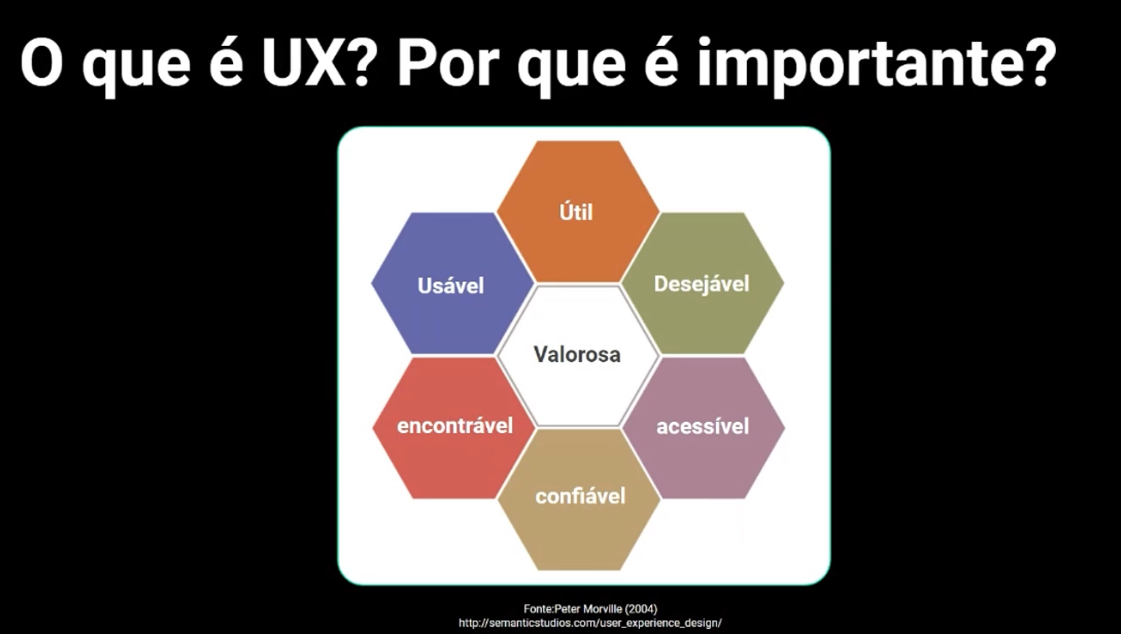 O que é UX? Por que é importante?
Útil
Usável
Desejável
Valorosa
encontrável
acessível
confiável
Fonte:Peter Morville (2004)
http://semanticstudios.com/user_experience_design/